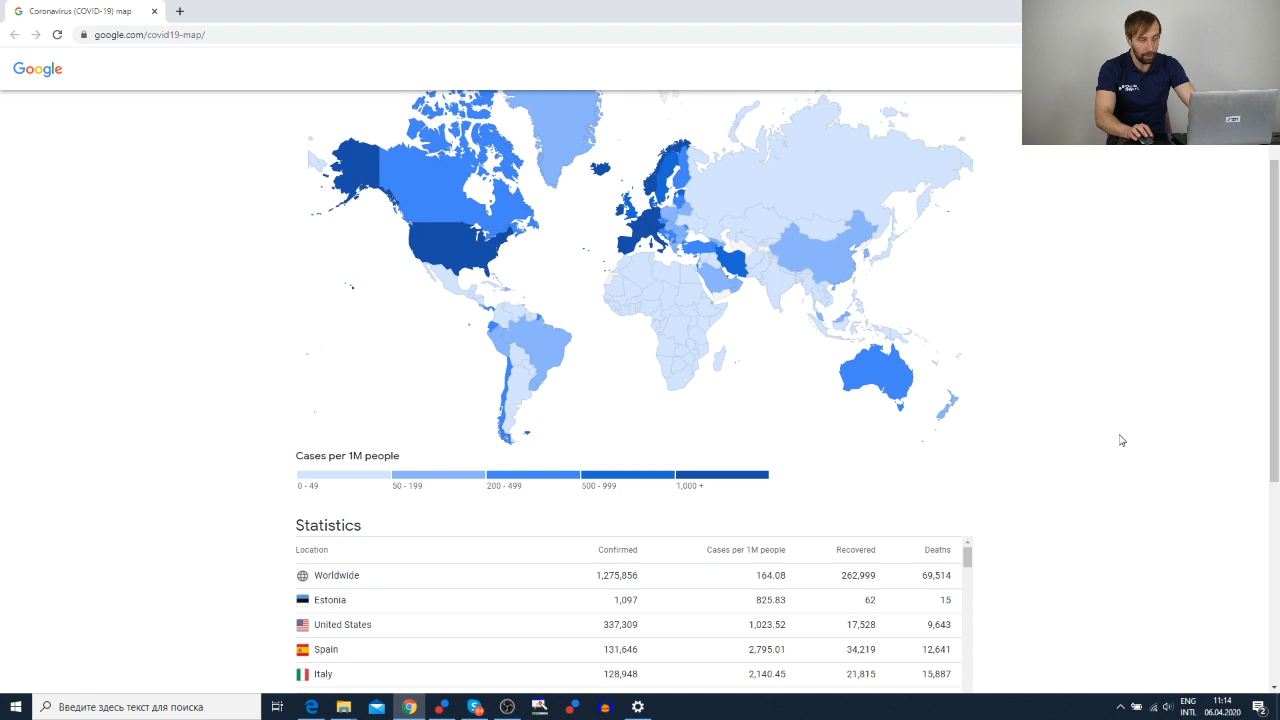 Coronavirus (COVID-19) map
google.com/covid19-map/
Google
Cases per 1M people
0 - 49 50 - 199 200 - 499 500 - 999 1,000 +
Statistics
Location Confirmed Cases per 1M people Recovered Deaths
Worldwide 1,275,856 164.08 262,999 69,514
Estonia 1,097 825.83 62 15
United States 337,309 1,023.52 17,528 9,643
Spain 131,646 2,795.01 34,219 12,641
Italy 128,948 2,140.45 21,815 15,887
Введите здесь текст для поиска
ENG 11:14
INTL 06.04.2020